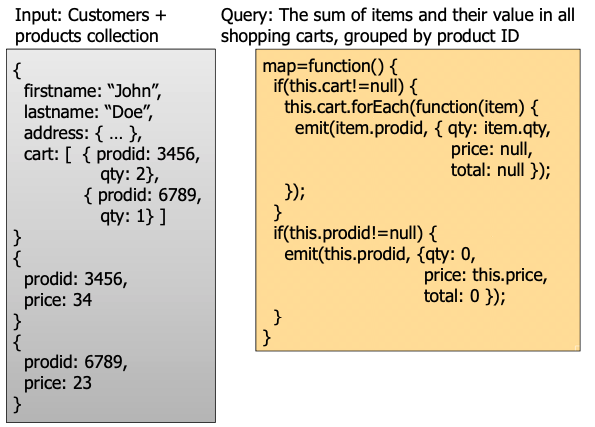 Input: Customers +
products collection
{
firstname: “John”,
lastname: “Doe”,
address: { … },
cart: [ { prodid: 3456,
qty: 2},
{ prodid: 6789,
qty: 1} ]
}
{
prodid: 3456,
price: 34
}
{
prodid: 6789,
price: 23
}
Query: The sum of items and their value in all
shopping carts, grouped by product ID
map=function() {
if(this.cart!=null) {
this.cart.forEach(function(item) {
emit(item.prodid, { qty: item.qty,
price: null,
total: null });
});
}
if(this.prodid!=null) {
emit(this.prodid, {qty: 0,
price: this.price,
total: 0 });
}
}